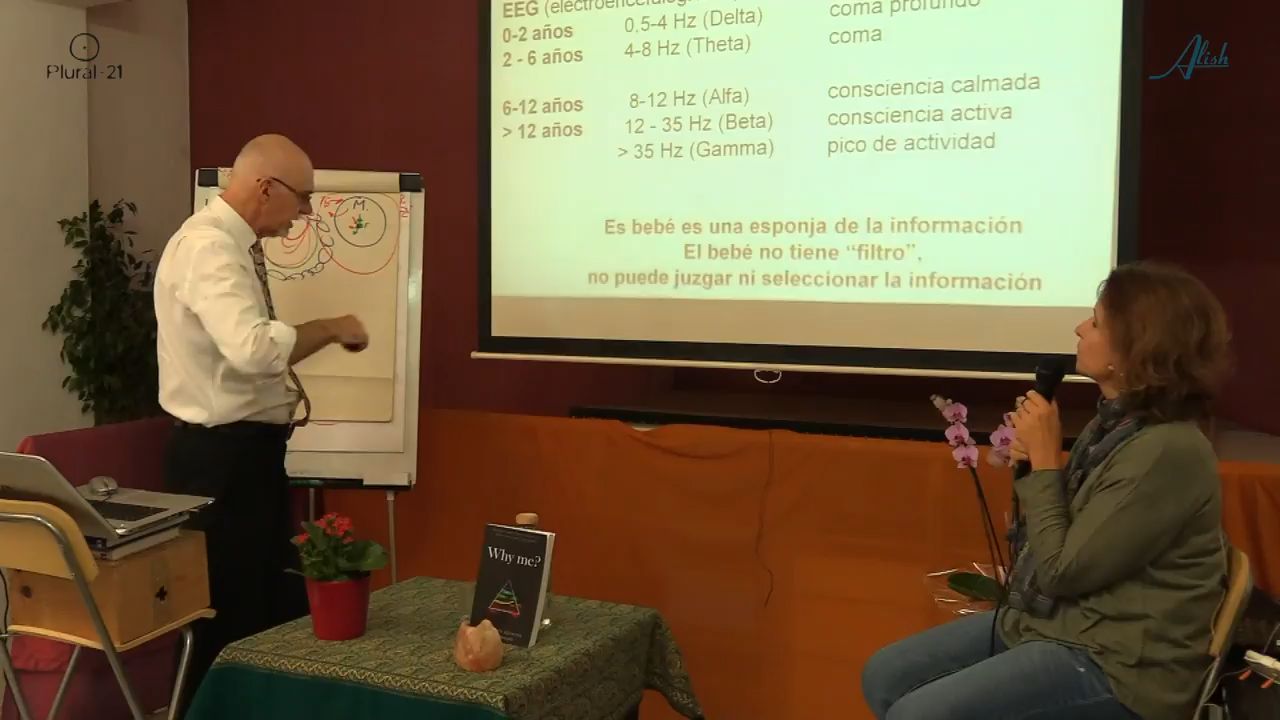 EEG
0-2 años 0,5-4 Hz (Delta) coma profundo
2 - 6 años 4-8 Hz (Theta) coma
6-12 años 8-12 Hz (Alfa) consciencia calmada
> 12 años 12 - 35 Hz (Beta) consciencia activa
> 35 Hz (Gamma) pico de actividad
Es bebé es una esponja de la información
El bebé no tiene “filtro”,
no puede juzgar ni seleccionar la información
Plural-21
Alish
M.
Why me?